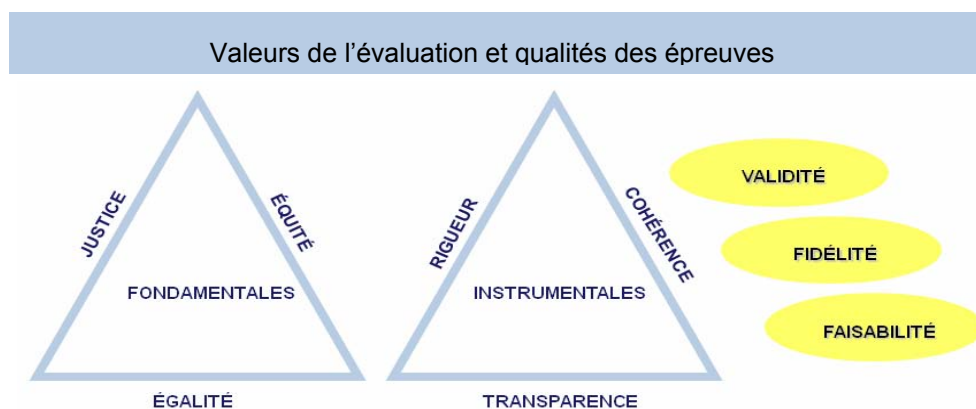 Valeurs de l'évaluation et qualités des épreuves
JUSTICE
ÉQUITÉ
FONDAMENTALES
ÉGALITÉ
RIGUEUR
COHÉRENCE
INSTRUMENTALES
TRANSPARENCE
VALIDITÉ
FIDÉLITÉ
FAISABILITÉ